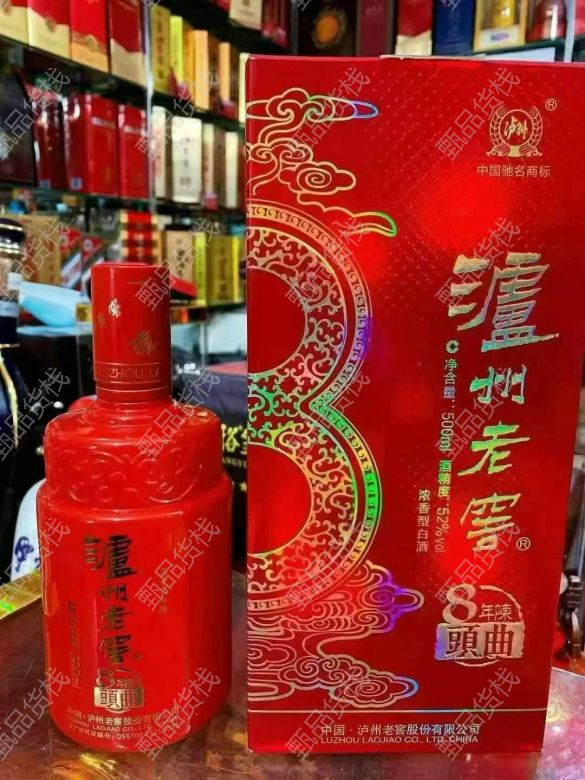 泸州
®
中国驰名商标
泸州老窖®
净含量：500ml 酒精度：52%vol
浓香型白酒
8年陳
頭曲
中国·泸州老窖股份有限公司
LUZHOU LAOJIAO CO., LTD, CHINA
LUZHOU LA
泸州老窖
8年陳
頭曲
中国·泸州老窖股份有限公司
LUZHOU LAOJIAO CO., LTD
甄品货栈